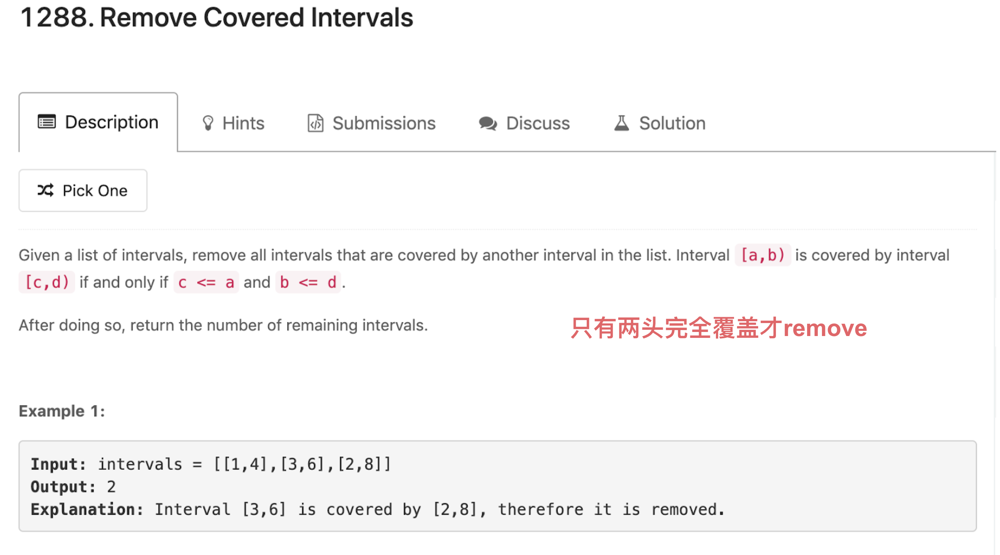 1288. Remove Covered Intervals
Description
Hints
Submissions
Discuss
Solution
Pick One
Given a list of intervals, remove all intervals that are covered by another interval in the list. Interval [a,b) is covered by interval
[c,d) if and only if c <= a and b <= d.
After doing so, return the number of remaining intervals.
只有两头完全覆盖才remove
Example 1:
Input: intervals = [[1,4],[3,6],[2,8]]
Output: 2
Explanation: Interval [3,6] is covered by [2,8], therefore it is removed.